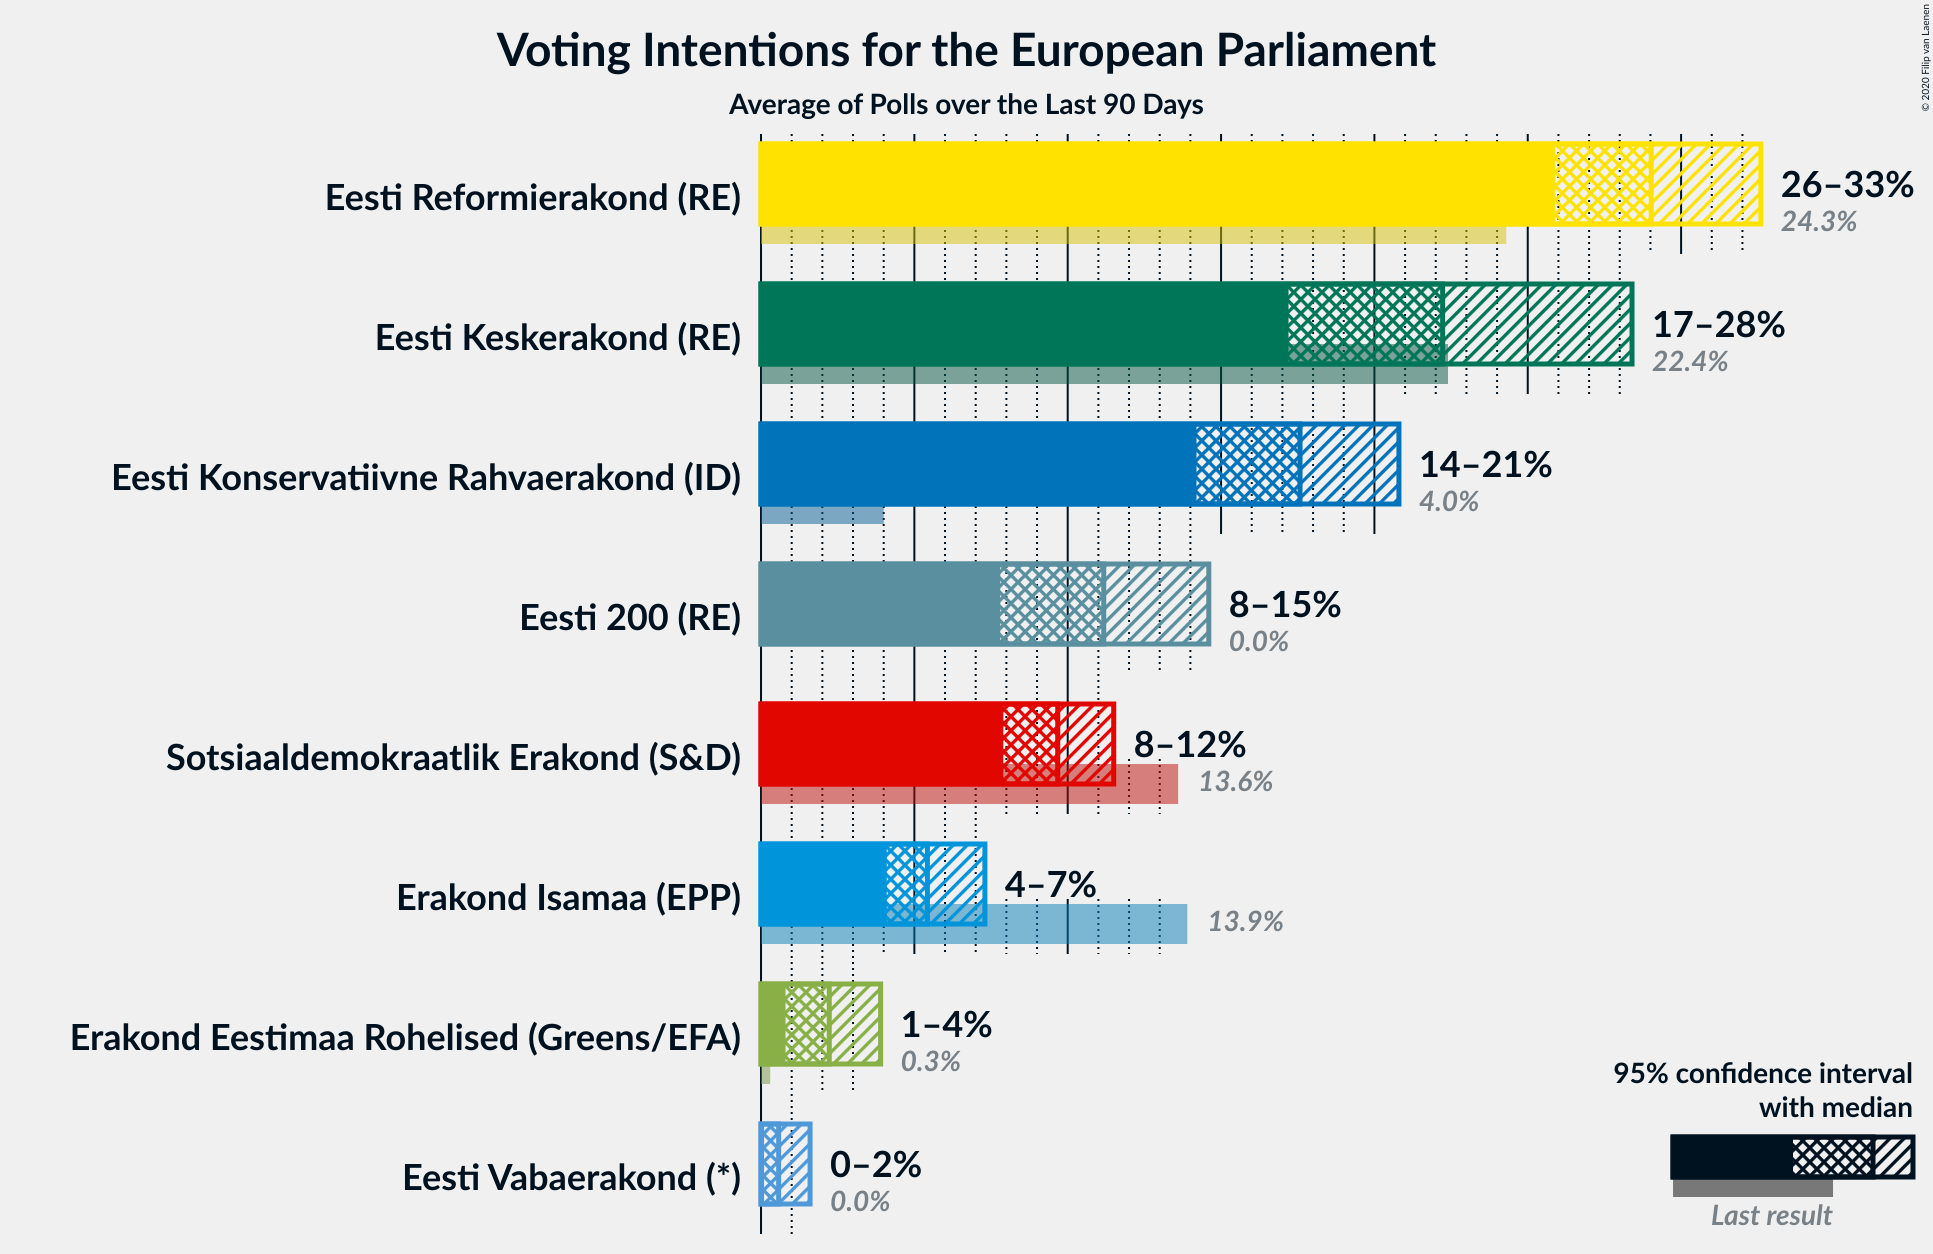 © 2020 Filip van Laenen
Voting Intentions for the European Parliament
Average of Polls over the Last 90 Days
Eesti Reformierakond (RE)
26–33%
24.3%
Eesti Keskerakond (RE)
17–28%
22.4%
Eesti Konservatiivne Rahvaerakond (ID)
14–21%
4.0%
Eesti 200 (RE)
8–15%
0.0%
Sotsiaaldemokraatlik Erakond (S&D)
8–12%
13.6%
Erakond Isamaa (EPP)
4–7%
13.9%
Erakond Eestimaa Rohelised (Greens/EFA)
1–4%
0.3%
Eesti Vabaerakond (*)
0–2%
0.0%
95% confidence interval
with median
Last result